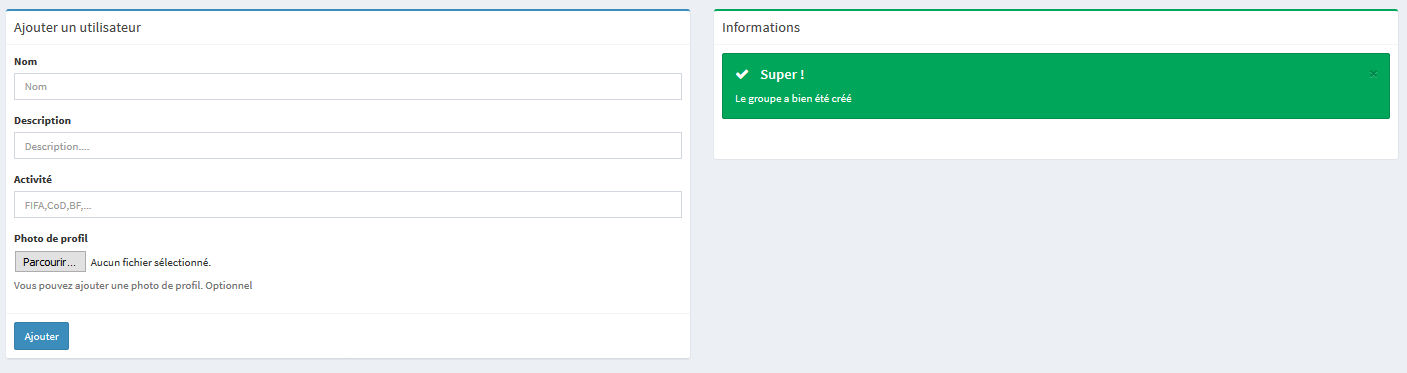 Ajouter un utilisateur
Nom
Nom
Description
Description....
Activité
FIFA,CoD,BF,...
Photo de profil
Parcourir... Aucun fichier sélectionné.
Vous pouvez ajouter une photo de profil. Optionnel
Ajouter
Informations
Super !
×
Le groupe a bien été créé